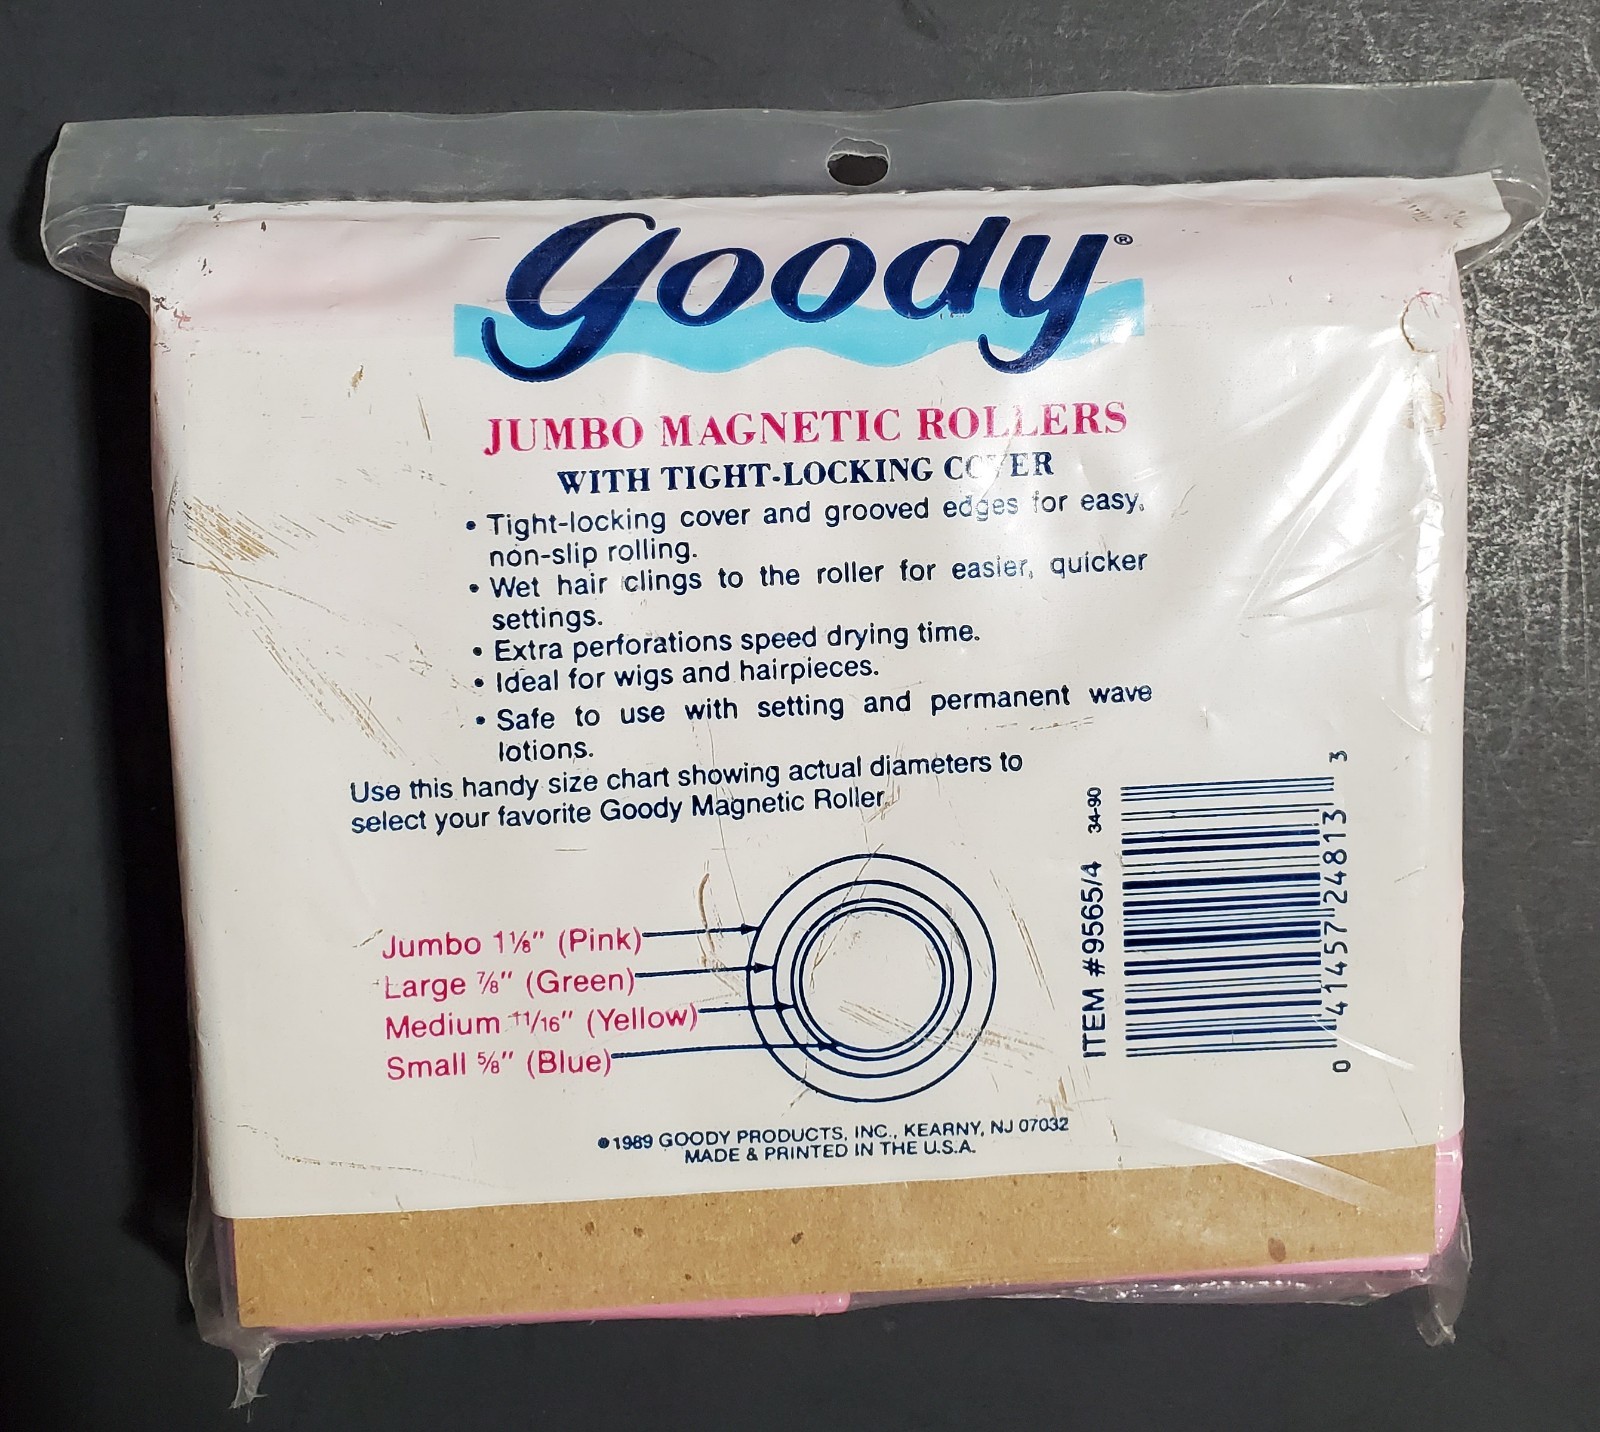 goody®
JUMBO MAGNETIC ROLLERS
WITH TIGHT-LOCKING COVER
• Tight-locking cover and grooved edges for easy,
non-slip rolling.
• Wet hair clings to the roller for easier, quicker
settings.
• Extra perforations speed drying time.
• Ideal for wigs and hairpieces.
• Safe to use with setting and permanent wave
lotions.
Use this handy size chart showing actual diameters to
select your favorite Goody Magnetic Roller.
Jumbo 1⅛" (Pink)
Large ⅞" (Green)
Medium 11/16" (Yellow)
Small ⅝" (Blue)
ITEM #9565/4 34-90
0 41457 24813 3
©1989 GOODY PRODUCTS, INC., KEARNY, NJ 07032
MADE & PRINTED IN THE U.S.A.